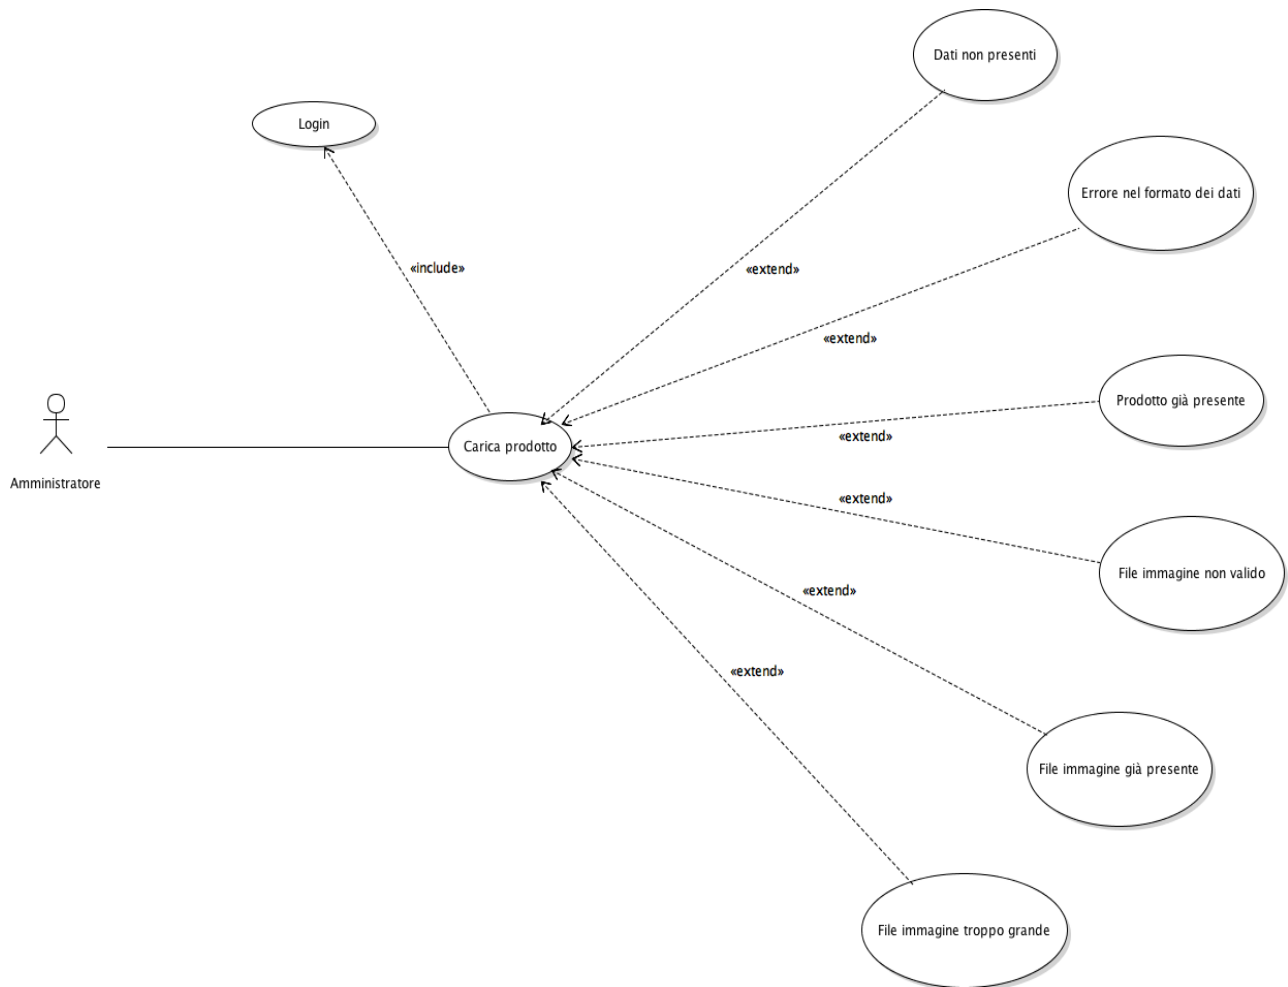 Dati non presenti
Login
Errore nel formato dei dati
«include»
«extend»
«extend»
Prodotto già presente
«extend»
Carica prodotto
Amministratore
«extend»
File immagine non valido
«extend»
«extend»
File immagine già presente
File immagine troppo grande